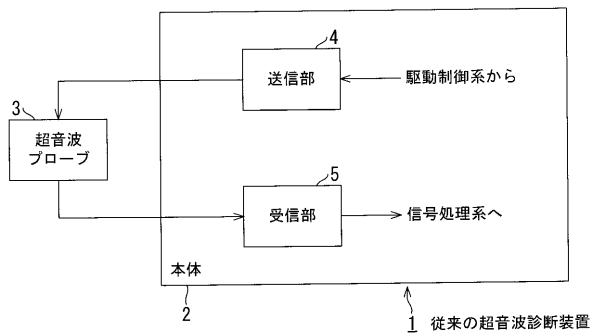 4
送信部
駆動制御系から
3
超音波
プローブ
5
受信部
信号処理系へ
本体
2
1 従来の超音波診断装置